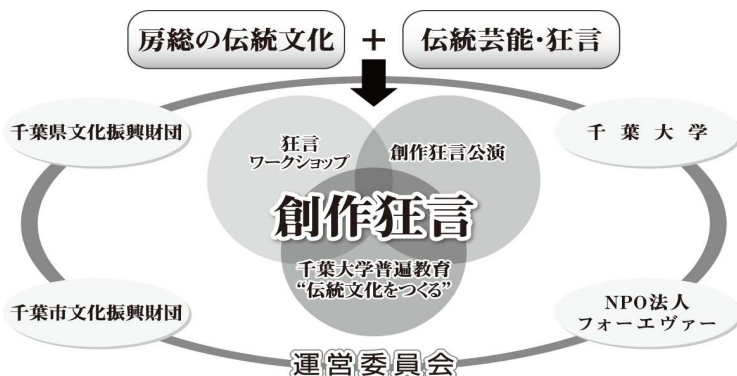 房総の伝統文化 + 伝統芸能・狂言
千葉県文化振興財団
狂言
ワークショップ
創作狂言公演
千葉大学
創作狂言
千葉大学普遍教育
“伝統文化をつくる”
千葉市文化振興財団
NPO法人
フォーエヴァー
運営委員会